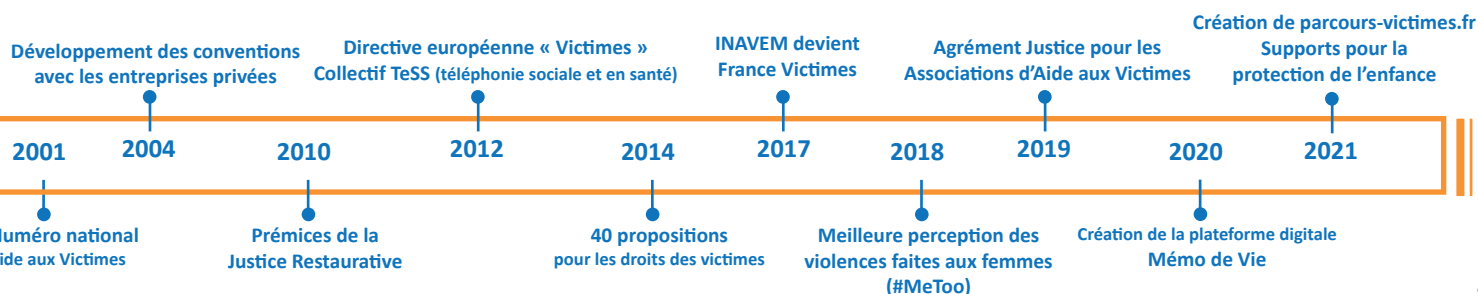 Création de parcours-victimes.fr
Supports pour la
protection de l'enfance
Développement des conventions
avec les entreprises privées
Directive européenne « Victimes »
Collectif TeSS (téléphonie sociale et en santé)
INAVEM devient
France Victimes
Agrément Justice pour les
Associations d'Aide aux Victimes
2001
2004
2010
2012
2014
2017
2018
2019
2020
2021
national
aux Victimes
Prémices de la
Justice Restaurative
40 propositions
pour les droits des victimes
Meilleure perception des
violences faites aux femmes
(#MeToo)
Création de la plateforme digitale
Mémo de Vie